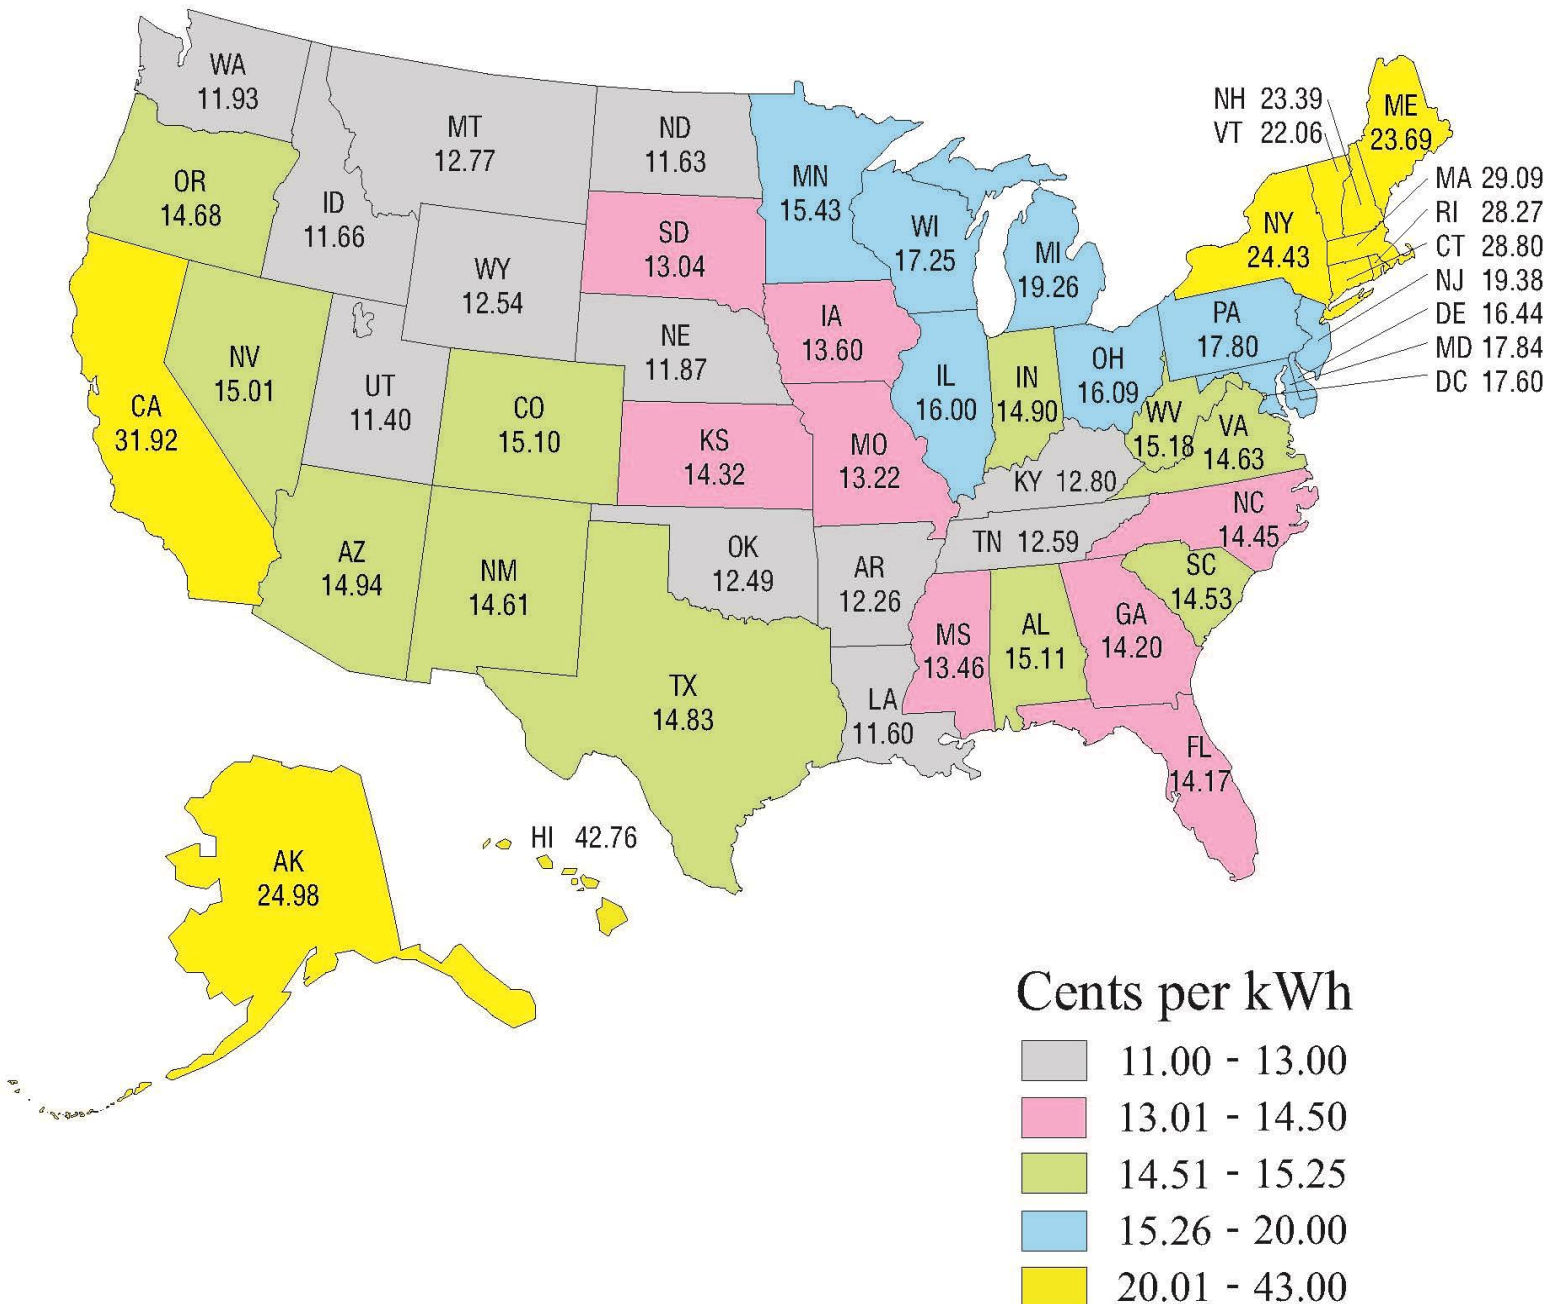 WA
11.93
MT
12.77
ND
11.63
MN
15.43
NH 23.39
VT 22.06
ME
23.69
OR
14.68
ID
11.66
SD
13.04
WI
17.25
MI
19.26
NY
24.43
MA 29.09
RI 28.27
CT 28.80
NJ 19.38
DE 16.44
MD 17.84
DC 17.60
WY
12.54
IA
13.60
NE
11.87
PA
17.80
NV
15.01
UT
11.40
CO
15.10
IL
16.00
IN
14.90
OH
16.09
CA
31.92
KS
14.32
MO
13.22
WV
15.18
VA
14.63
KY 12.80
NC
14.45
TN 12.59
AZ
14.94
NM
14.61
OK
12.49
AR
12.26
SC
14.53
MS
13.46
AL
15.11
GA
14.20
TX
14.83
LA
11.60
FL
14.17
HI 42.76
AK
24.98
Cents per kWh
11.00 - 13.00
13.01 - 14.50
14.51 - 15.25
15.26 - 20.00
20.01 - 43.00